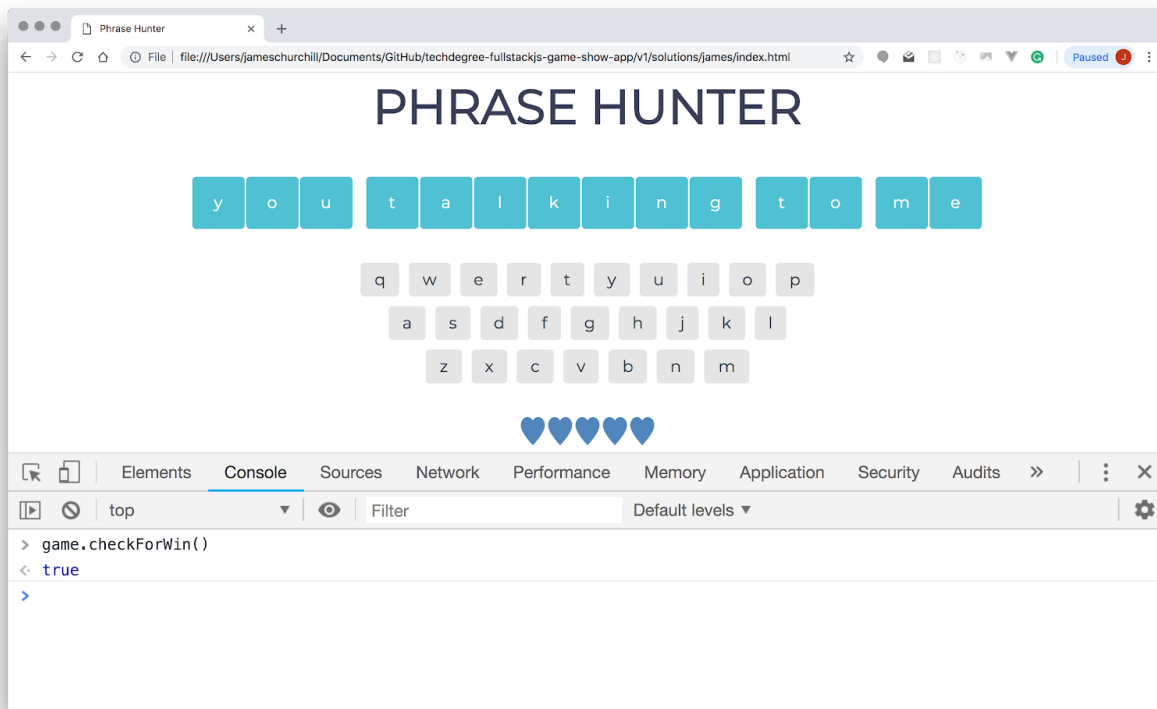 Phrase Hunter
File file:///Users/jameschurchill/Documents/GitHub/techdegree-fullstackjs-game-show-app/v1/solutions/james/index.html Paused J
PHRASE HUNTER
y o u t a l k i n g t o m e
q w e r t y u i o p
a s d f g h j k l
z x c v b n m
Elements Console Sources Network Performance Memory Application Security Audits
top Filter Default levels
game.checkForWin()
true